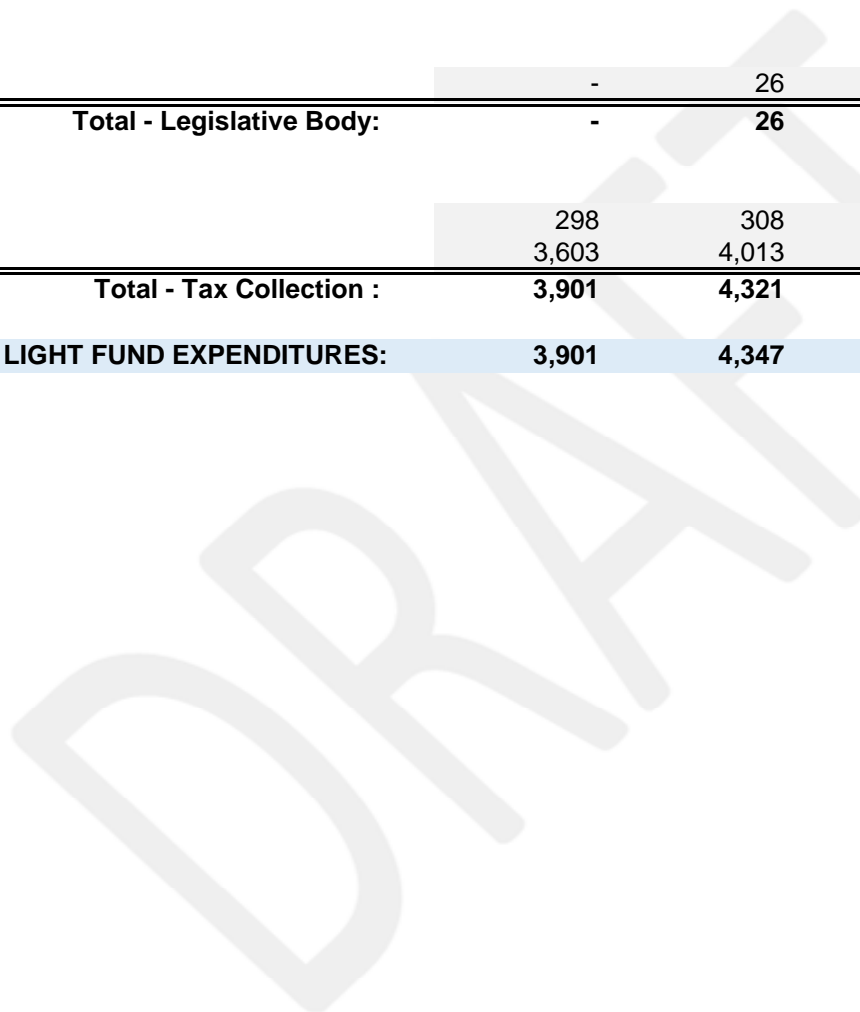 - 26
Total - Legislative Body: - 26
298 308
3,603 4,013
Total - Tax Collection : 3,901 4,321
LIGHT FUND EXPENDITURES: 3,901 4,347
DRAFT